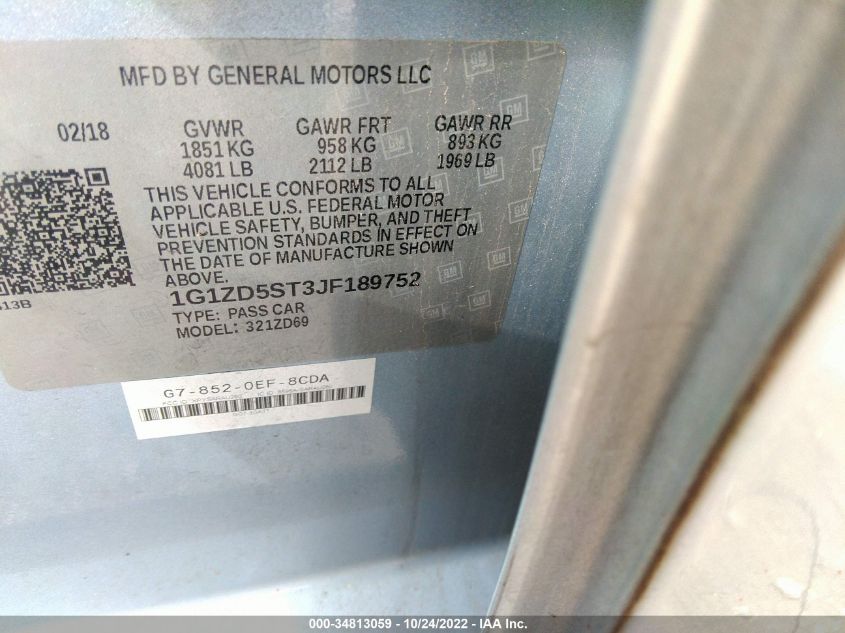 MFD BY GENERAL MOTORS LLC
02/18 GVWR GAWR FRT GAWR RR
1851 KG 958 KG 893 KG
4081 LB 2112 LB 1969 LB
THIS VEHICLE CONFORMS TO ALL
APPLICABLE U.S. FEDERAL MOTOR
VEHICLE SAFETY, BUMPER, AND THEFT
PREVENTION STANDARDS IN EFFECT ON
THE DATE OF MANUFACTURE SHOWN
ABOVE.
1G1ZD5ST3JF189752
TYPE: PASS CAR
MODEL: 321ZD69
G7-852-0EF-8CDA
000-34813059 - 10/24/2022 - IAA Inc.